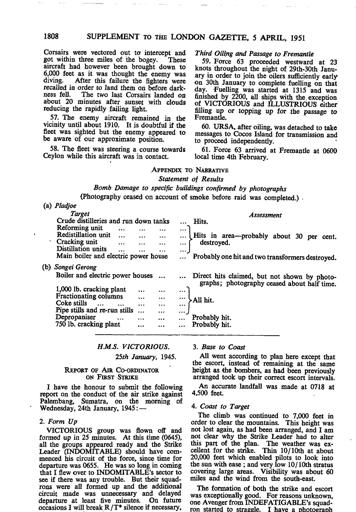 1808 SUPPLEMENT TO THE LONDON GAZETTE, 5 APRIL, 1951
Corsairs were vectored out to intercept and
got within three miles of the bogey. These
aircraft had however been brought down to
6,000 feet as it was thought the enemy was
diving. After this failure the fighters were
recalled in order to land them on before dark-
ness fell. The two last Corsairs landed on
about 20 minutes after sunset with clouds
reducing the rapidly failing light.
57. The enemy aircraft remained in the
vicinity until about 1910. It is doubtful if the
fleet was sighted but the enemy appeared to
be aware of our approximate position.
58. The fleet was steering a course towards
Ceylon while this aircraft was in contact.
Third Oiling and Passage to Fremantle
59. Force 63 proceeded westward at 23
knots throughout the night of 29th-30th Janu-
ary in order to join the oilers sufficiently early
on 30th January to complete fuelling on that
day. Fuelling was started at 1315 and was
finished by 2200, all ships with the exception
of VICTORIOUS and ILLUSTRIOUS either
filling up or topping up for the passage to
Fremantle.
60. URSA, after oiling, was detached to take
messages to Cocos Island for transmission and
to proceed independently.
61. Force 63 arrived at Fremantle at 0600
local time 4th February.
APPENDIX TO NARRATIVE
Statement of Results
Bomb Damage to specific buildings confirmed by photographs
(Photography ceased on account of smoke before raid was completed.)
(a) Pladjoe
Target Assessment
Crude distilleries and run down tanks ... Hits.
Reforming unit ... ... ... ...
Redistillation unit ... ... ... ... Hits in area—probably about 30 per cent.
Cracking unit ... ... ... ... destroyed.
Distillation units ... ... ... ...
Main boiler and electric power house ... Probably one hit and two transformers destroyed.
(b) Songei Gerong
Boiler and electric power houses ... ... Direct hits claimed, but not shown by photo-
graphs; photography ceased about half time.
1,000 lb. cracking plant ... ... ...
Fractionating columns ... ... ... All hit.
Coke stills ... ... ... ...
Pipe stills and re-run stills ... ... ...
Depropaniser ... ... ... ... Probably hit.
750 lb. cracking plant ... ... ... Probably hit.
H.M.S. VICTORIOUS.
25th January, 1945.
REPORT OF AIR CO-ORDINATOR
ON FIRST STRIKE
I have the honour to submit the following
report on the conduct of the air strike against
Palembang, Sumatra, on the morning of
Wednesday, 24th January, 1945:—
2. Form Up
VICTORIOUS group was flown off and
formed up in 25 minutes. At this time (0645),
all the groups appeared ready and the Strike
Leader (INDOMITABLE) should have com-
menced his circuit of the force, since time for
departure was 0655. He was so long in coming
that I flew over to INDOMITABLE's sector to
see if there was any trouble. But their squad-
rons were all formed up and the additional
circuit made was unnecessary and delayed
departure at least five minutes. On future
occasions I will break R/T* silence if necessary,
3. Base to Coast
All went according to plan here except that
the escort, instead of remaining at the same
height as the bombers, as had been previously
arranged took up their correct escort intervals.
An accurate landfall was made at 0718 at
4,500 feet.
4. Coast to Target
The climb was continued to 7,000 feet in
order to clear the mountains. This height was
not lost again, as had been arranged, and I am
not clear why the Strike Leader had to alter
this part of the plan. The weather was ex-
cellent for the strike. Thin 10/10th at about
20,000 feet which enabled pilots to look into
the sun with ease; and very low 10/10th stratus
covering large areas. Visibility was about 60
miles and the wind from the south-east.
The formation of both the strike and escort
was exceptionally good. For reasons unknown,
one Avenger from INDEFATIGABLE's squad-
ron started to straggle. I have a photograph